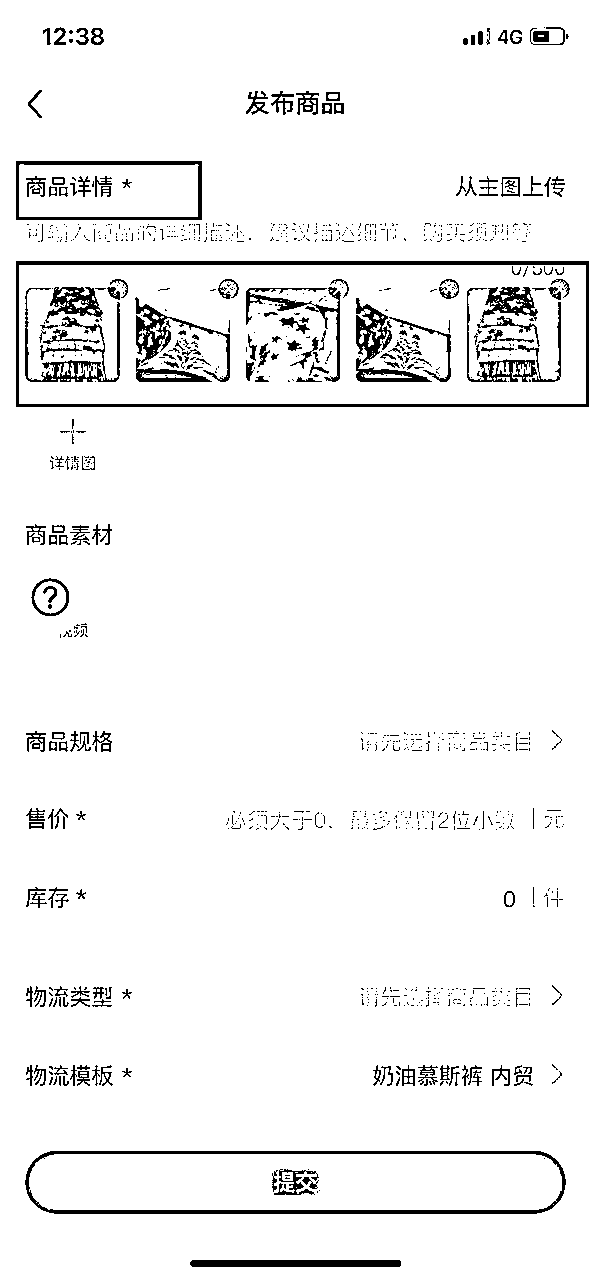 12:38 4G
发布商品
商品详情 * 从主图上传
可输入商品的详细描述、建议描述细节、购买须知等
0/500
详情图
商品素材
视频
商品规格 请先选择商品类目
售价 * 必须大于0、最多保留2位小数 | 元
库存 * 0 | 件
物流类型 * 请先选择商品类目
物流模板 * 奶油慕斯裤 内贸
提交